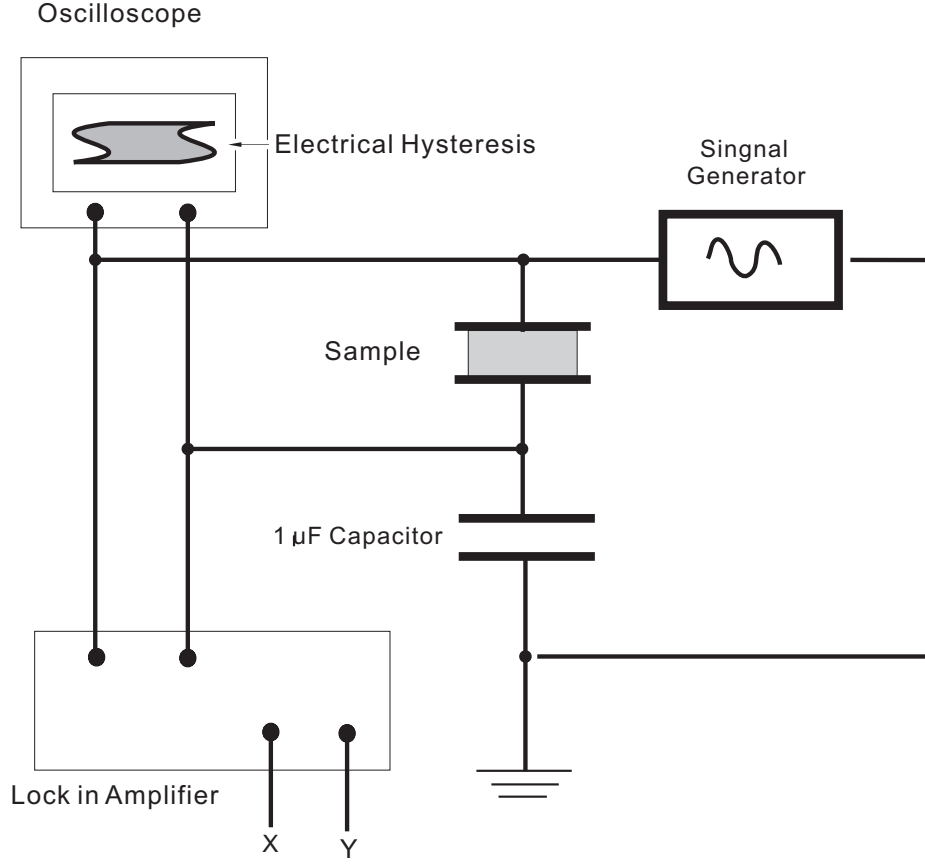 Oscilloscope
Electrical Hysteresis
Singnal
Generator
Sample
1 µF Capacitor
Lock in Amplifier
X
Y